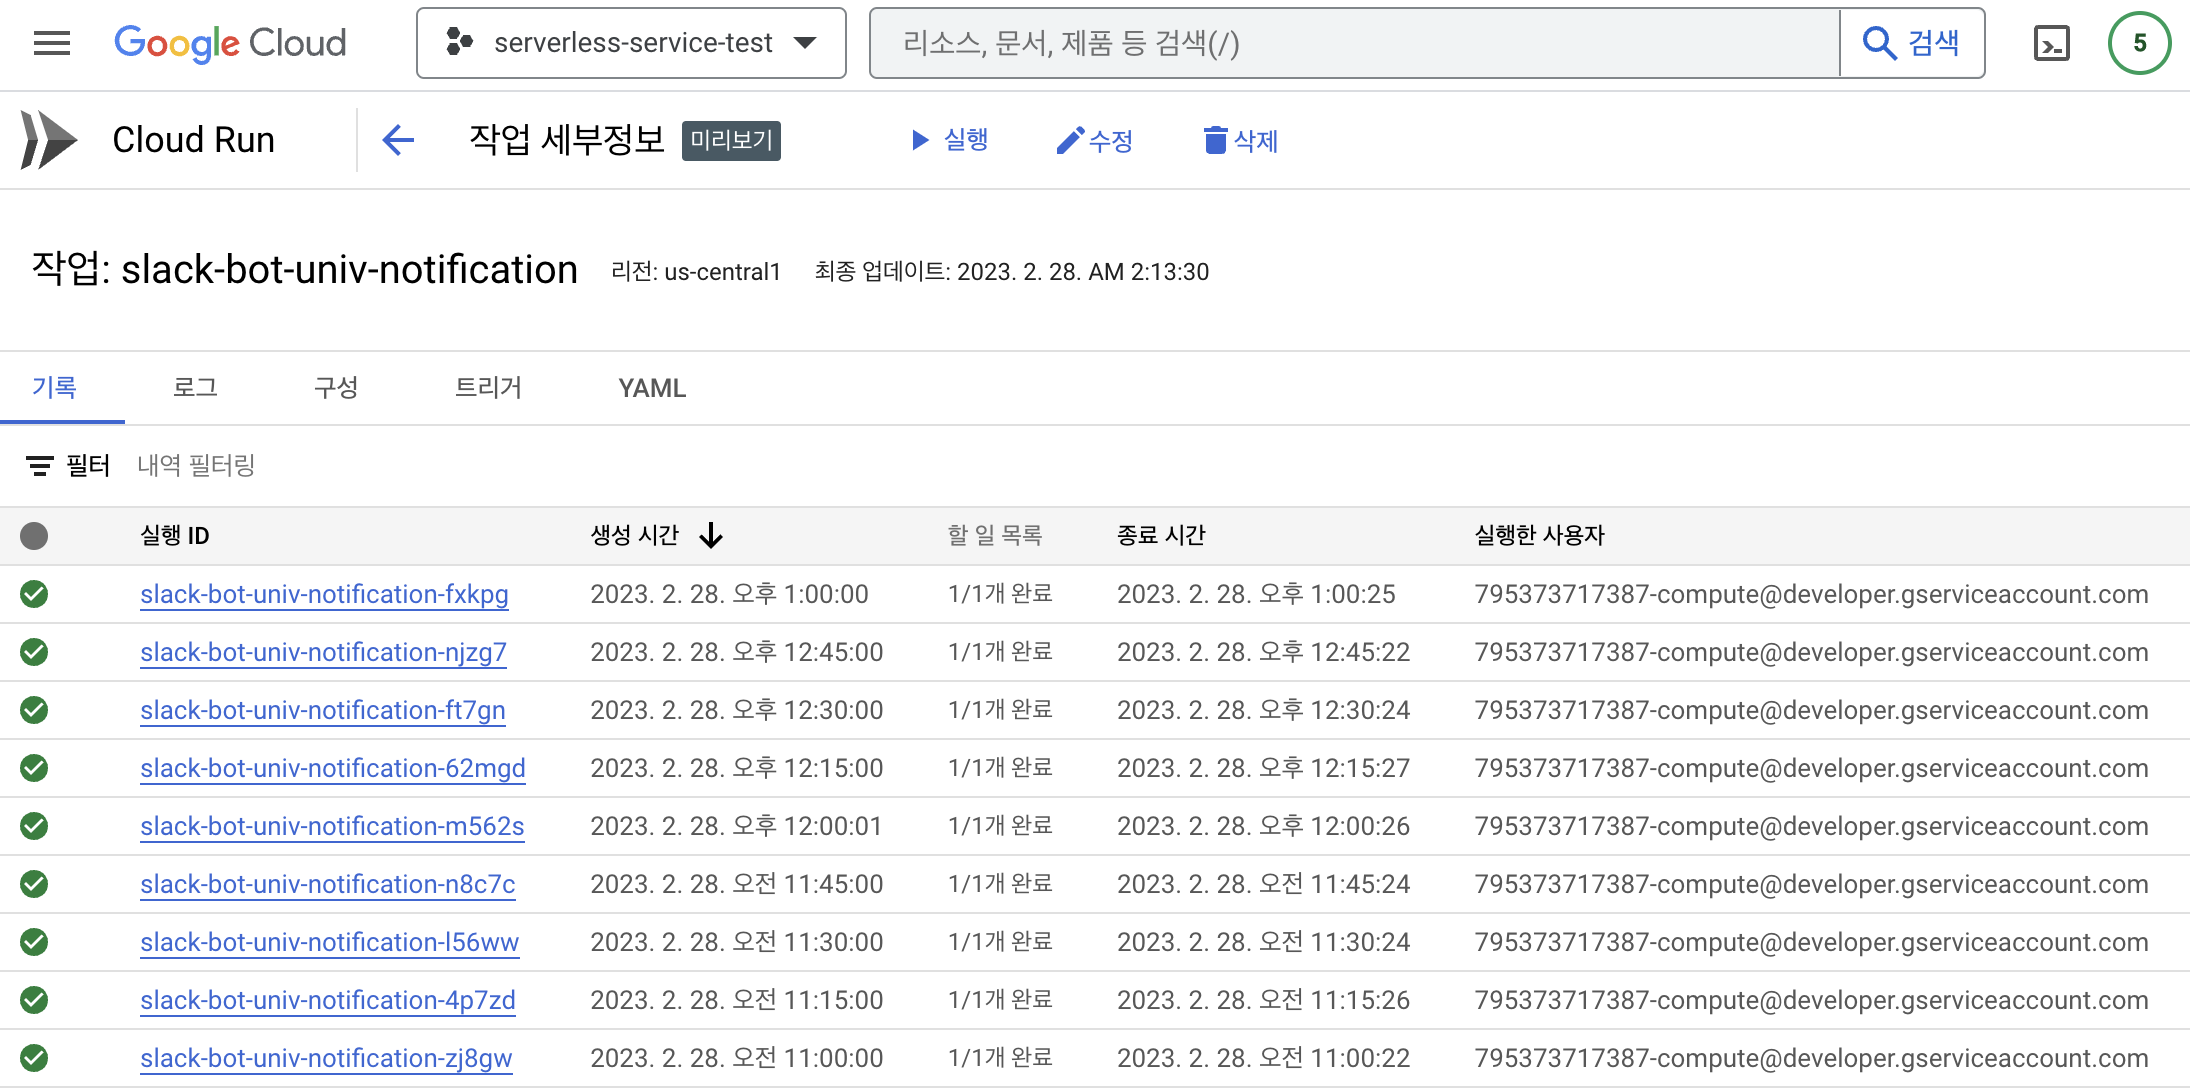 Google Cloud serverless-service-test 리소스, 문서, 제품 등 검색(/) 검색 5
Cloud Run 작업 세부정보 미리보기 실행 수정 삭제
작업: slack-bot-univ-notification 리전: us-central1 최종 업데이트: 2023. 2. 28. AM 2:13:30
기록 로그 구성 트리거 YAML
필터 내역 필터링
실행 ID 생성 시간 할 일 목록 종료 시간 실행한 사용자
slack-bot-univ-notification-fxkpg 2023. 2. 28. 오후 1:00:00 1/1개 완료 2023. 2. 28. 오후 1:00:25 795373717387-compute@developer.gserviceaccount.com
slack-bot-univ-notification-njzg7 2023. 2. 28. 오후 12:45:00 1/1개 완료 2023. 2. 28. 오후 12:45:22 795373717387-compute@developer.gserviceaccount.com
slack-bot-univ-notification-ft7gn 2023. 2. 28. 오후 12:30:00 1/1개 완료 2023. 2. 28. 오후 12:30:24 795373717387-compute@developer.gserviceaccount.com
slack-bot-univ-notification-62mgd 2023. 2. 28. 오후 12:15:00 1/1개 완료 2023. 2. 28. 오후 12:15:27 795373717387-compute@developer.gserviceaccount.com
slack-bot-univ-notification-m562s 2023. 2. 28. 오후 12:00:01 1/1개 완료 2023. 2. 28. 오후 12:00:26 795373717387-compute@developer.gserviceaccount.com
slack-bot-univ-notification-n8c7c 2023. 2. 28. 오전 11:45:00 1/1개 완료 2023. 2. 28. 오전 11:45:24 795373717387-compute@developer.gserviceaccount.com
slack-bot-univ-notification-l56ww 2023. 2. 28. 오전 11:30:00 1/1개 완료 2023. 2. 28. 오전 11:30:24 795373717387-compute@developer.gserviceaccount.com
slack-bot-univ-notification-4p7zd 2023. 2. 28. 오전 11:15:00 1/1개 완료 2023. 2. 28. 오전 11:15:26 795373717387-compute@developer.gserviceaccount.com
slack-bot-univ-notification-zj8gw 2023. 2. 28. 오전 11:00:00 1/1개 완료 2023. 2. 28. 오전 11:00:22 795373717387-compute@developer.gserviceaccount.com